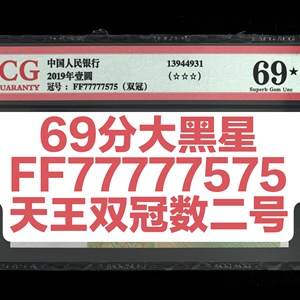 CG
GUARANTY
中国人民银行
2019年壹圆
冠号： FF77777575（双冠）
13944931
（☆☆☆）
69★
Superb Gem Unc
69分大黑星
FF77777575
天王双冠数二号